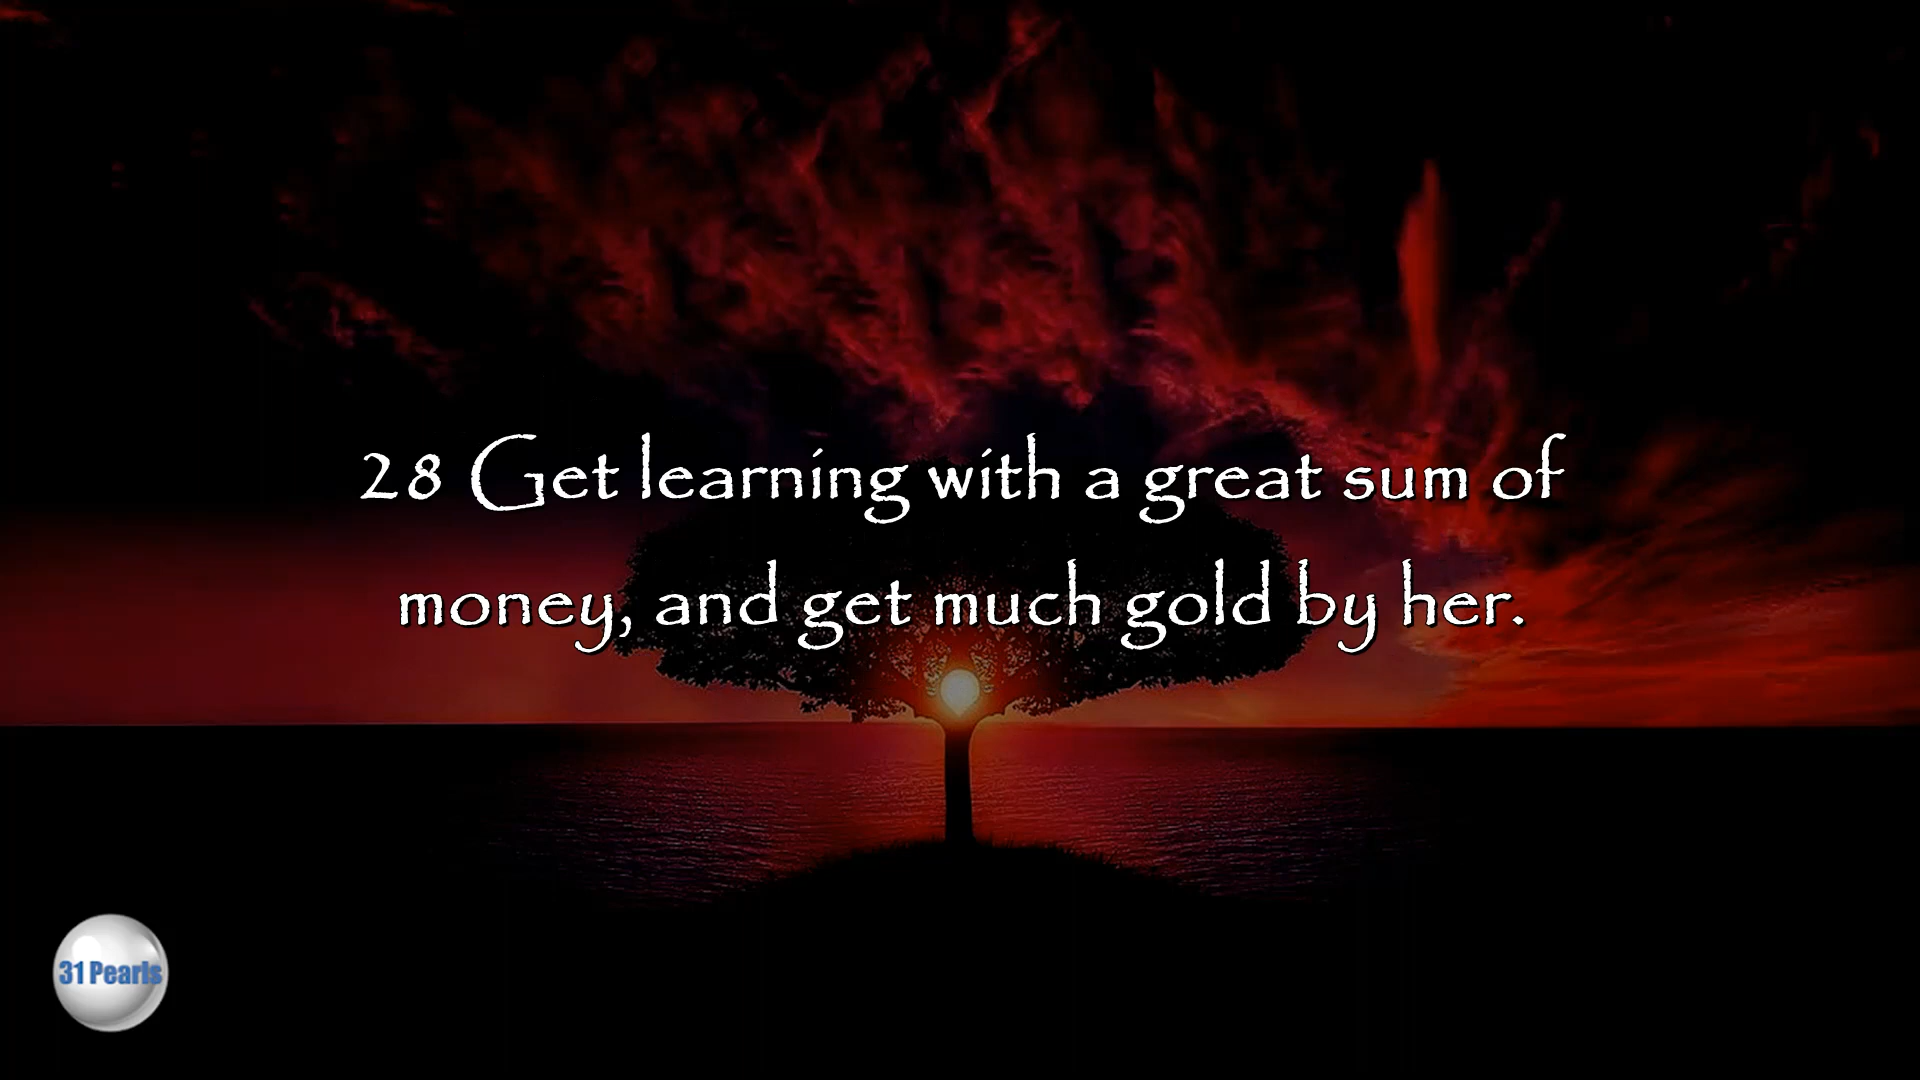 28 Get learning with a great sum of
money, and get much gold by her.
31 Pearls